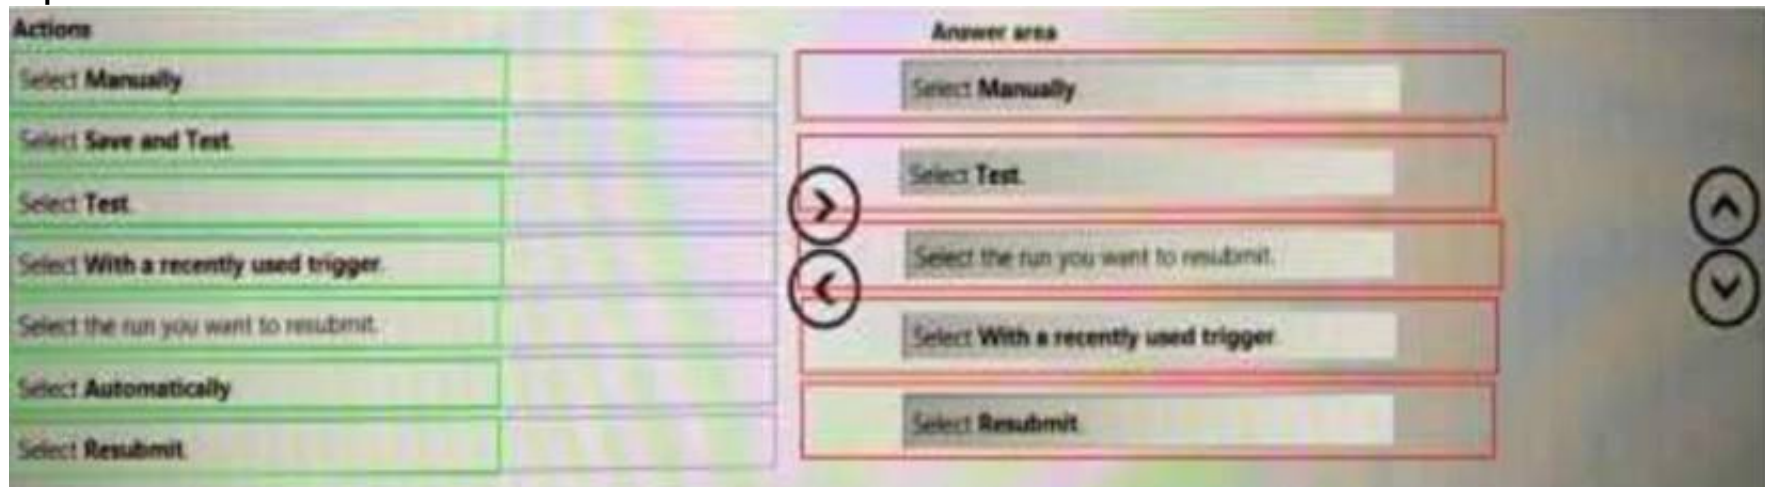 Actions
Select Manually
Select Save and Test.
Select Test.
Select With a recently used trigger.
Select the run you want to resubmit.
Select Automatically
Select Resubmit.
Answer area
Select Manually
Select Test.
Select the run you want to resubmit.
Select With a recently used trigger.
Select Resubmit.